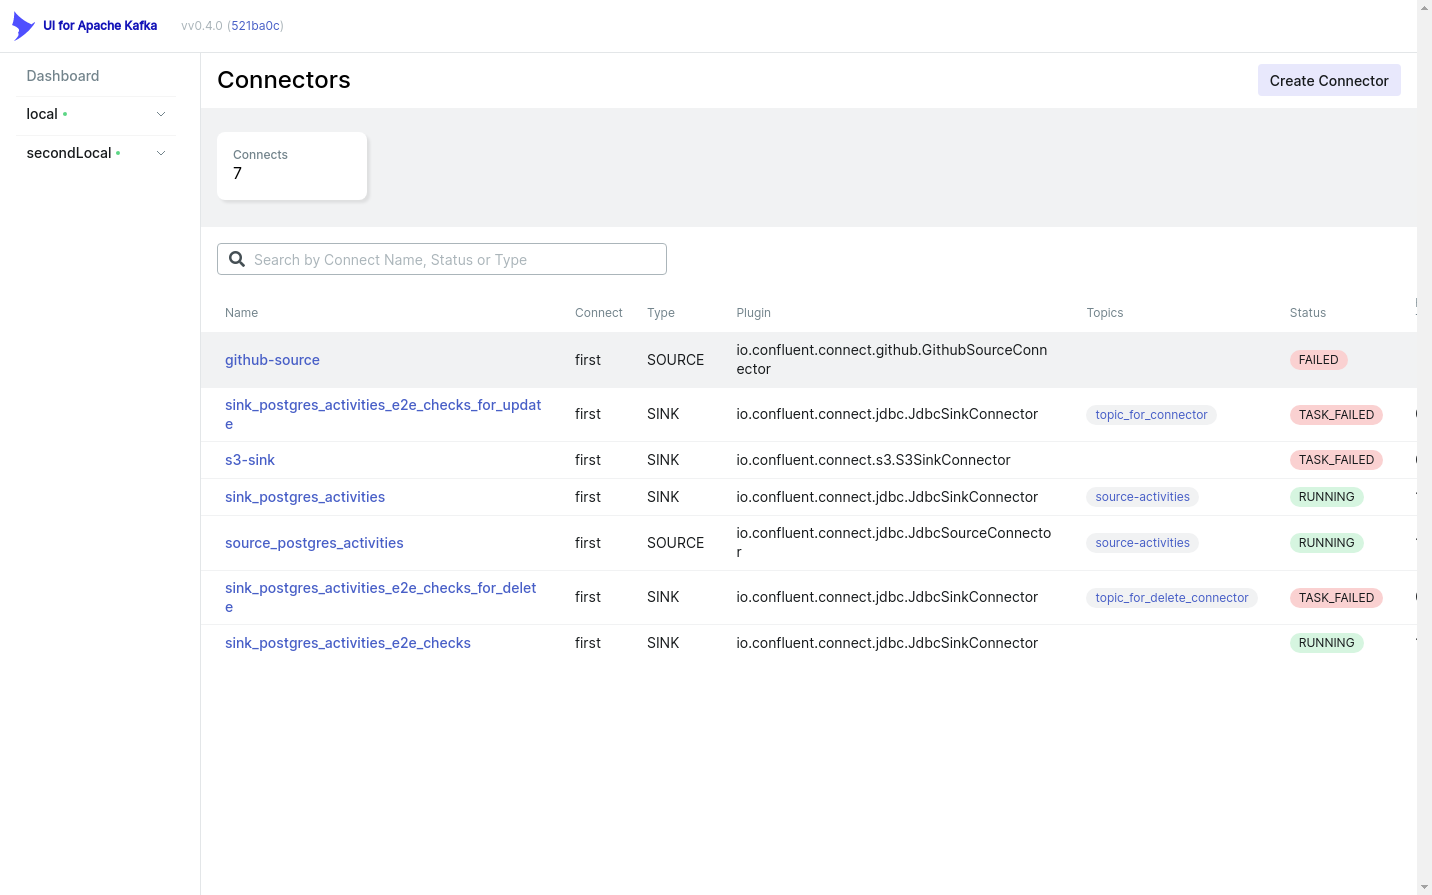 UI for Apache Kafka vv0.4.0 (521ba0c)
Dashboard
local
secondLocal
Connectors
Create Connector
Connects
7
Search by Connect Name, Status or Type
Name Connect Type Plugin Topics Status
github-source first SOURCE io.confluent.connect.github.GithubSourceConn
ector FAILED
sink_postgres_activities_e2e_checks_for_updat
e first SINK io.confluent.connect.jdbc.JdbcSinkConnector topic_for_connector TASK_FAILED
s3-sink first SINK io.confluent.connect.s3.S3SinkConnector TASK_FAILED
sink_postgres_activities first SINK io.confluent.connect.jdbc.JdbcSinkConnector source-activities RUNNING
source_postgres_activities first SOURCE io.confluent.connect.jdbc.JdbcSourceConnecto
r source-activities RUNNING
sink_postgres_activities_e2e_checks_for_delet
e first SINK io.confluent.connect.jdbc.JdbcSinkConnector topic_for_delete_connector TASK_FAILED
sink_postgres_activities_e2e_checks first SINK io.confluent.connect.jdbc.JdbcSinkConnector RUNNING